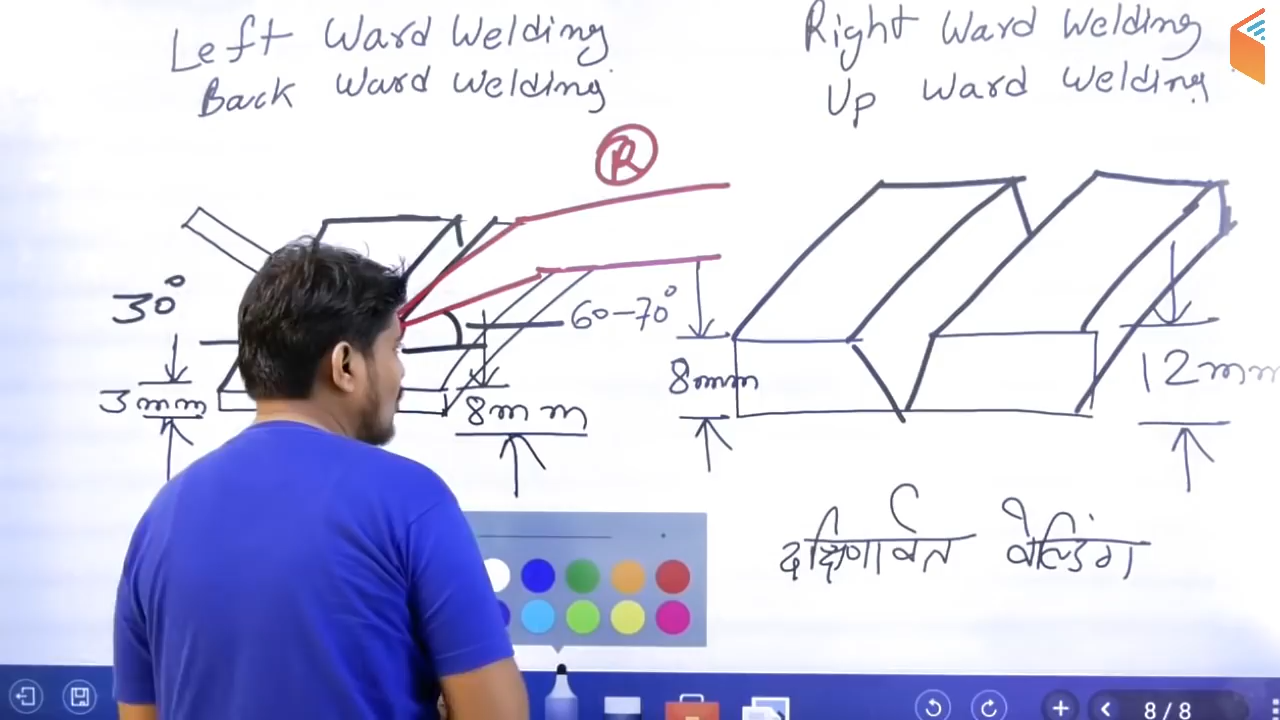 Left Ward Welding
Back Ward Welding
Right Ward Welding
Up Ward Welding
R
30°
60-70°
3mm
8mm
8mm
12mm
दक्षिणावर्त वेल्डिंग
8/8